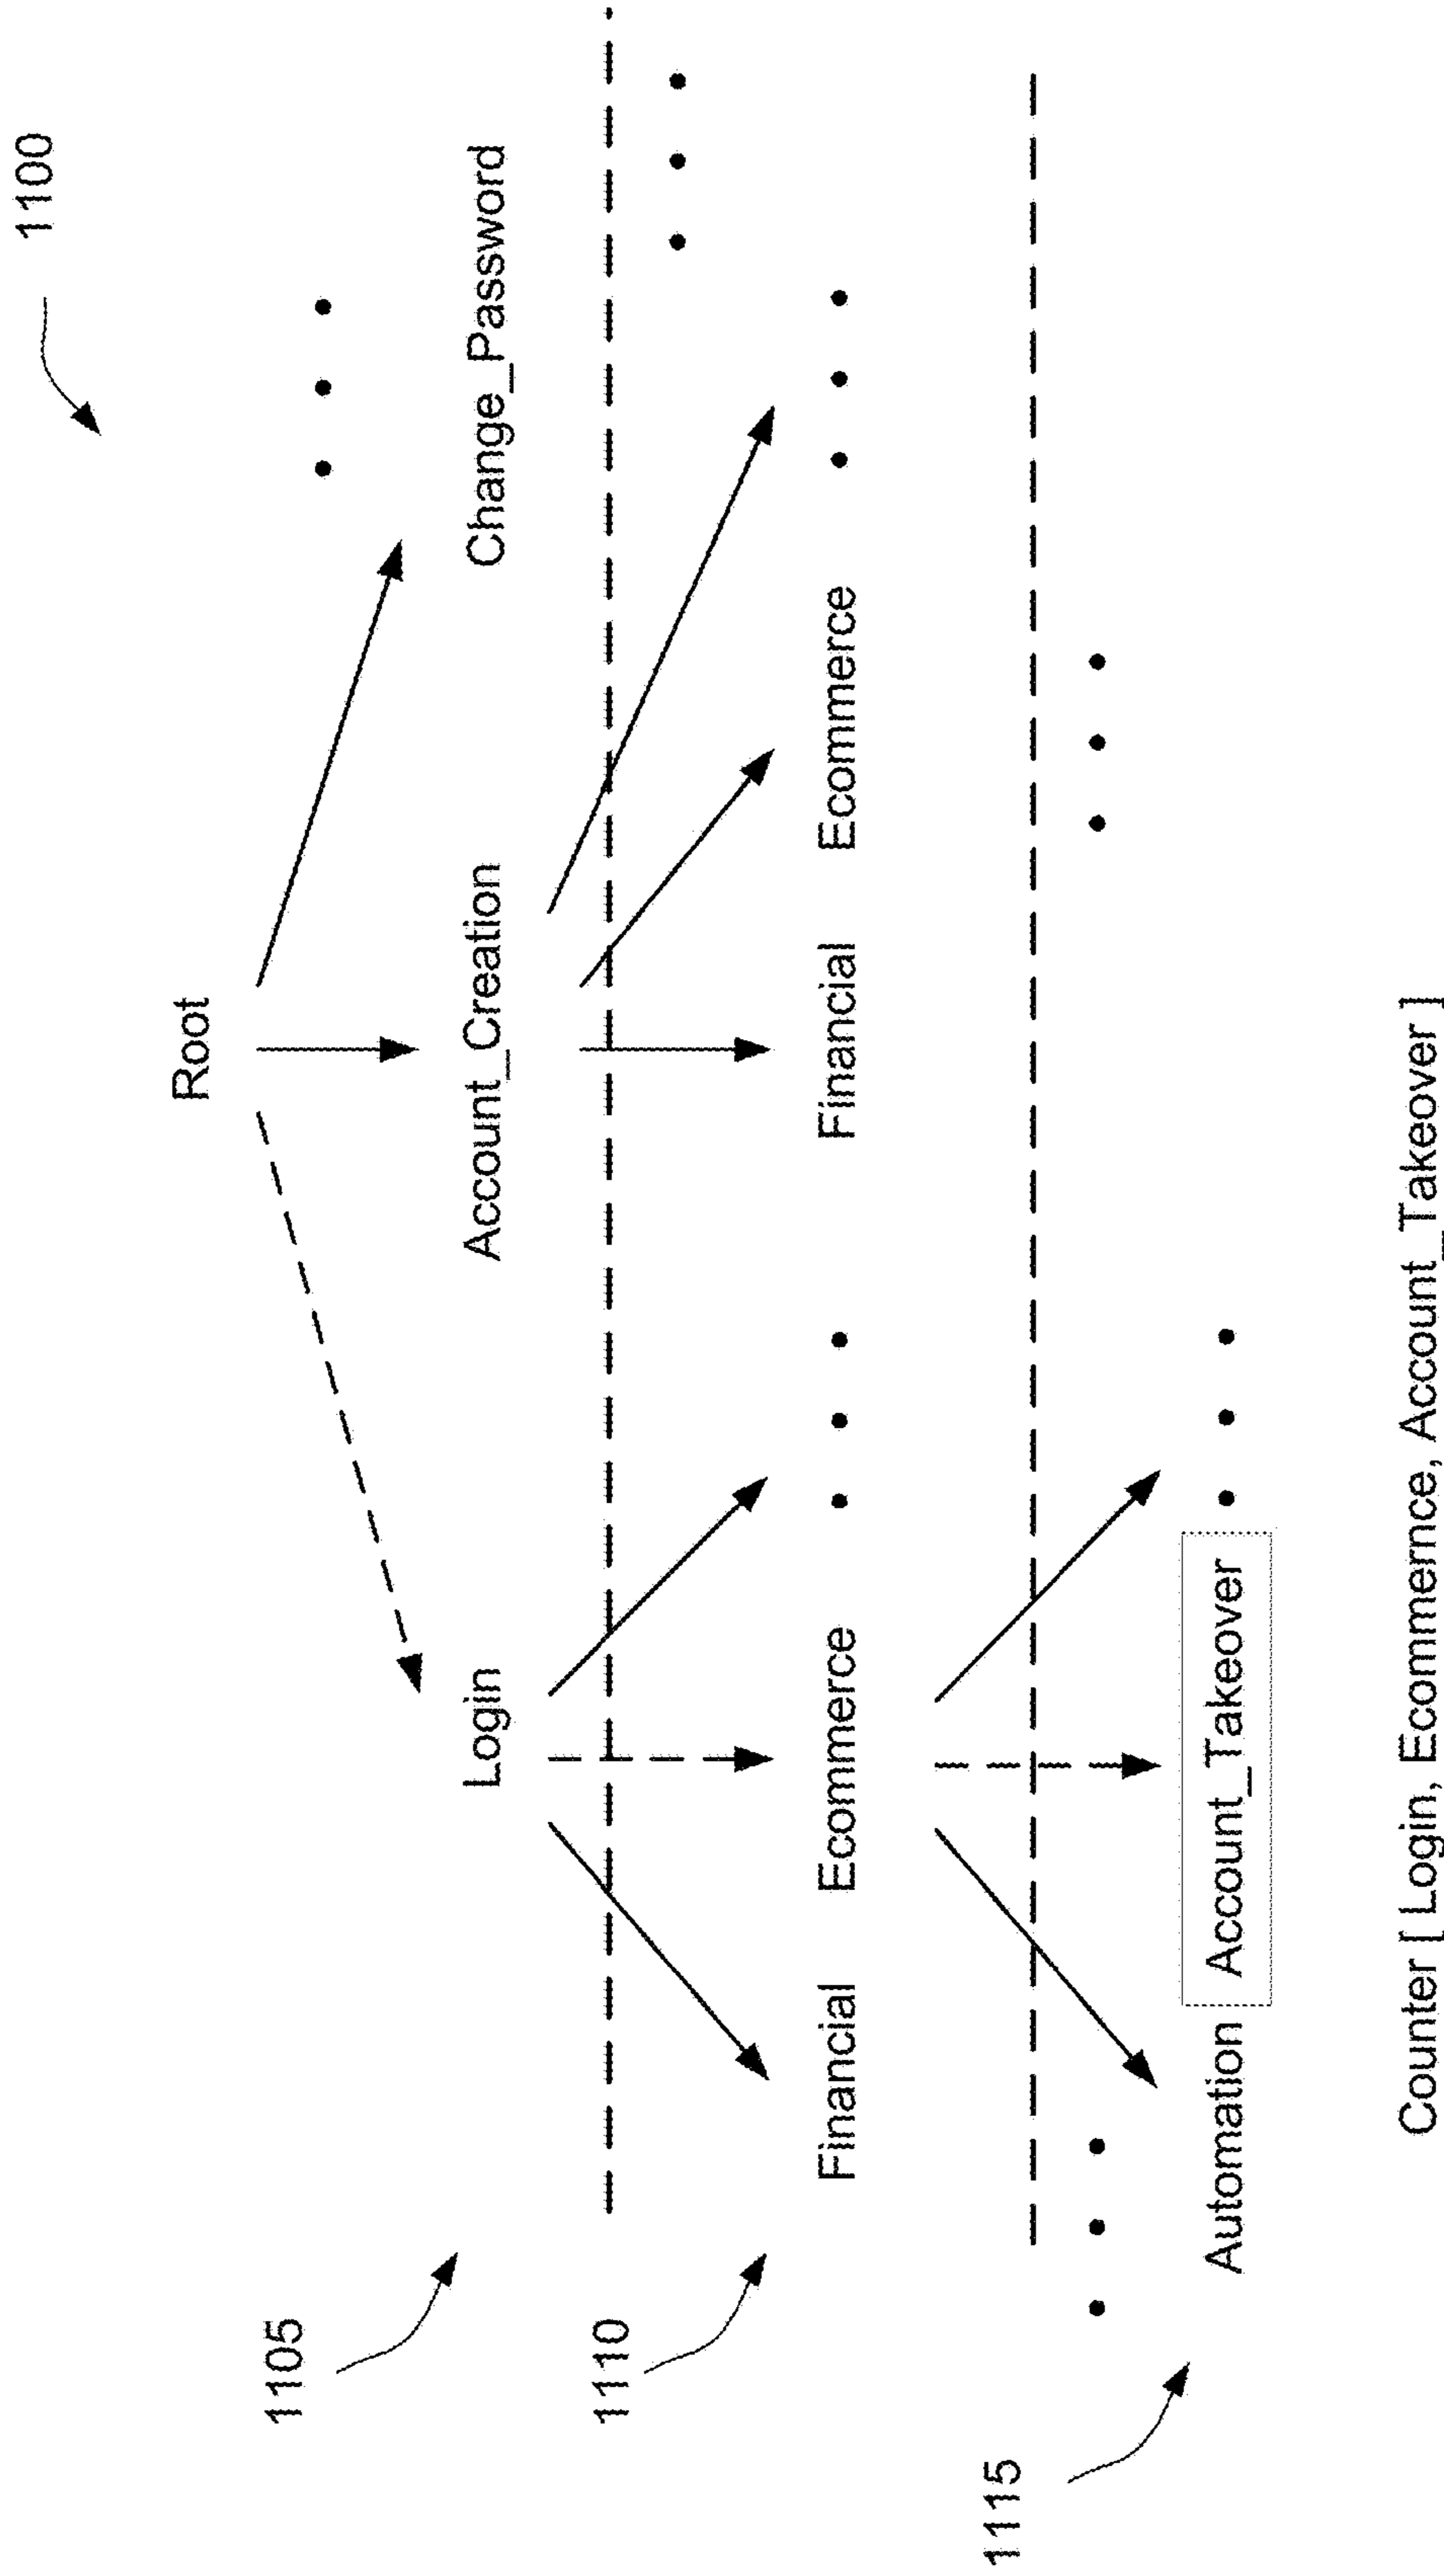 1100
Root
1105
Login
Account_Creation
Change_Password
1110
Financial
Ecommerce
Financial
Ecommerce
1115
Automation
Account_Takeover
Counter [ Login, Ecommernce, Account_Takeover ]